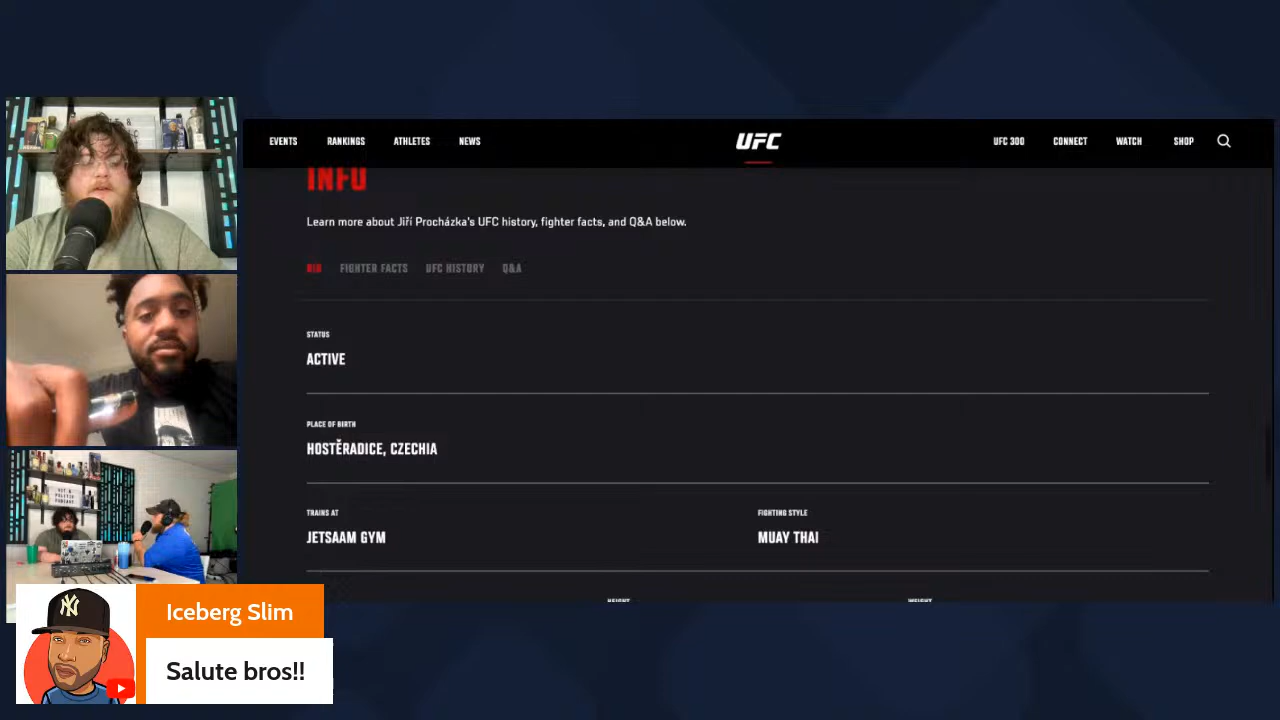 EVENTS RANKINGS ATHLETES NEWS UFC UFC 300 CONNECT WATCH SHOP
INFO
Learn more about Jiří Procházka's UFC history, fighter facts, and Q&A below.
BIO FIGHTER FACTS UFC HISTORY Q&A
STATUS
ACTIVE
PLACE OF BIRTH
HOSTĚRADICE, CZECHIA
TRAINS AT
JETSAAM GYM
FIGHTING STYLE
MUAY THAI
HEIGHT WEIGHT
Iceberg Slim
Salute bros!!